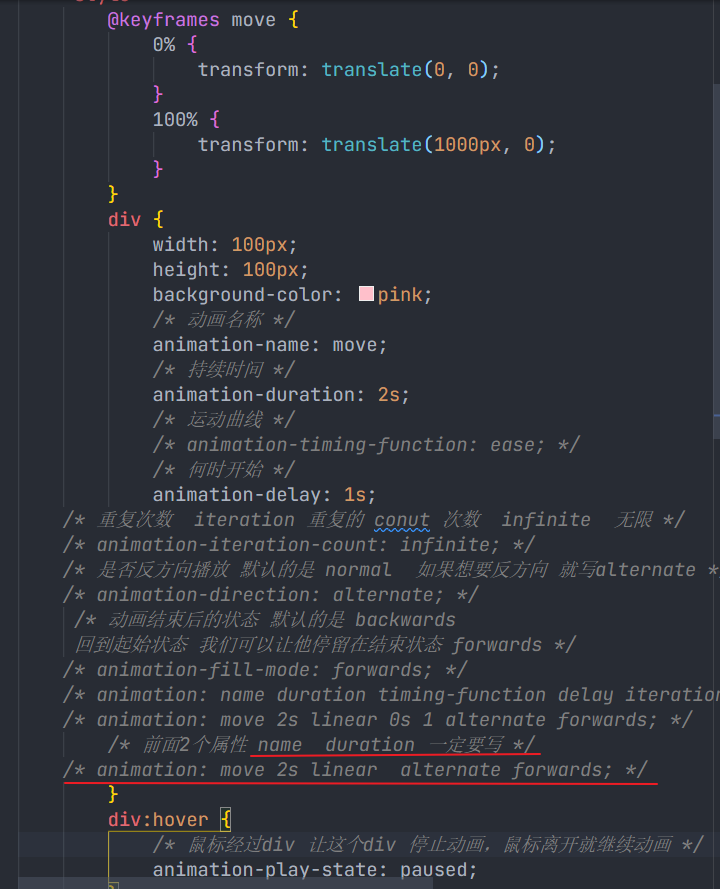 @keyframes move {
0% {
transform: translate(0, 0);
}
100% {
transform: translate(1000px, 0);
}
}
div {
width: 100px;
height: 100px;
background-color: pink;
/* 动画名称 */
animation-name: move;
/* 持续时间 */
animation-duration: 2s;
/* 运动曲线 */
/* animation-timing-function: ease; */
/* 何时开始 */
animation-delay: 1s;
/* 重复次数 iteration 重复的 conut 次数 infinite 无限 */
/* animation-iteration-count: infinite; */
/* 是否反方向播放 默认的是 normal 如果想要反方向 就写alternate *
/* animation-direction: alternate; */
/* 动画结束后的状态 默认的是 backwards
回到起始状态 我们可以让他停留在结束状态 forwards */
/* animation-fill-mode: forwards; */
/* animation: name duration timing-function delay iteration
/* animation: move 2s linear 0s 1 alternate forwards; */
/* 前面2个属性 name duration 一定要写 */
/* animation: move 2s linear alternate forwards; */
}
div:hover {
/* 鼠标经过div 让这个div 停止动画，鼠标离开就继续动画 */
animation-play-state: paused;